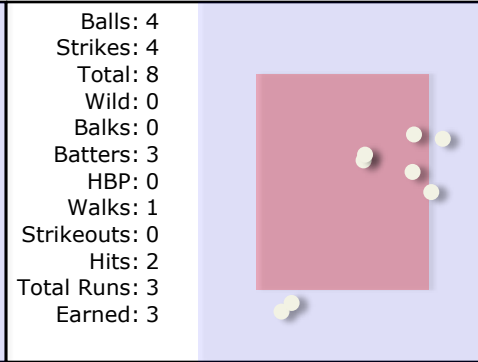 Balls: 4
Strikes: 4
Total: 8
Wild: 0
Balks: 0
Batters: 3
HBP: 0
Walks: 1
Strikeouts: 0
Hits: 2
Total Runs: 3
Earned: 3